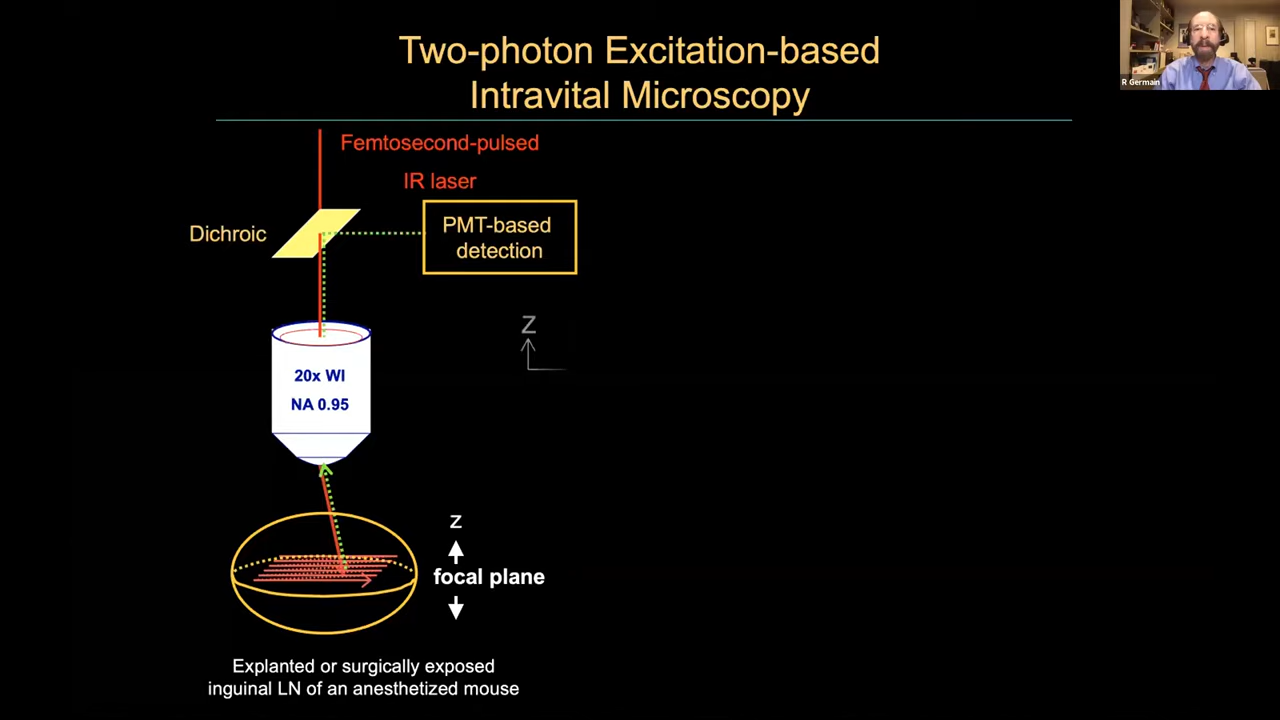 Two-photon Excitation-based
Intravital Microscopy
R Germain
Femtosecond-pulsed
IR laser
Dichroic
PMT-based
detection
Z
20x WI
NA 0.95
z
focal plane
Explanted or surgically exposed
inguinal LN of an anesthetized mouse